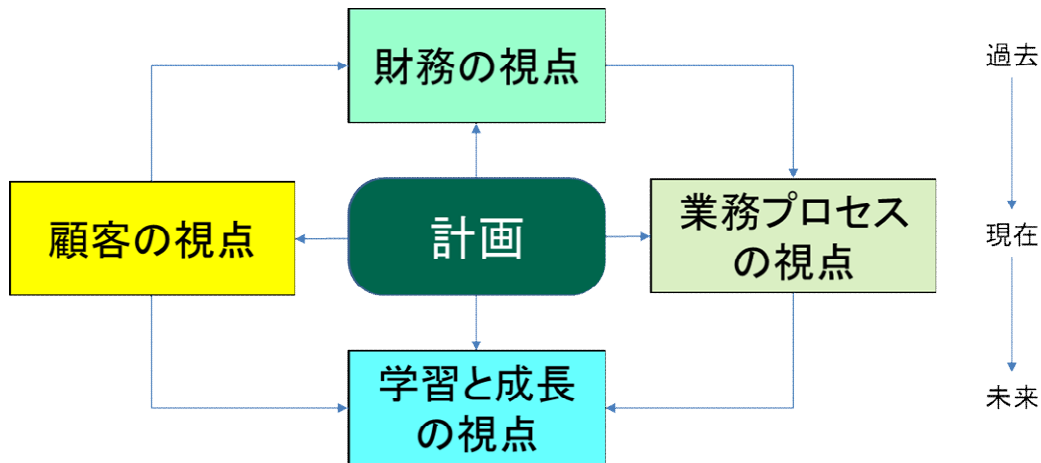 財務の視点
過去
顧客の視点
計画
業務プロセス
の視点
現在
学習と成長
の視点
未来